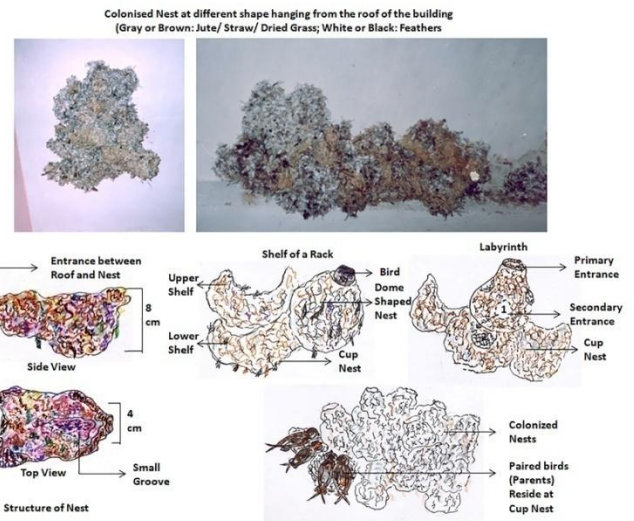 Colonised Nest at different shape hanging from the roof of the building
(Gray or Brown: Jute/ Straw/ Dried Grass; White or Black: Feathers
Entrance between
Roof and Nest
8
cm
Side View
4
cm
Top View
Small
Groove
Structure of Nest
Shelf of a Rack
Upper
Shelf
Lower
Shelf
Bird
Dome
Shaped
Nest
Cup
Nest
Labyrinth
Primary
Entrance
1
Secondary
Entrance
Cup
Nest
Colonized
Nests
Paired birds
(Parents)
Reside at
Cup Nest